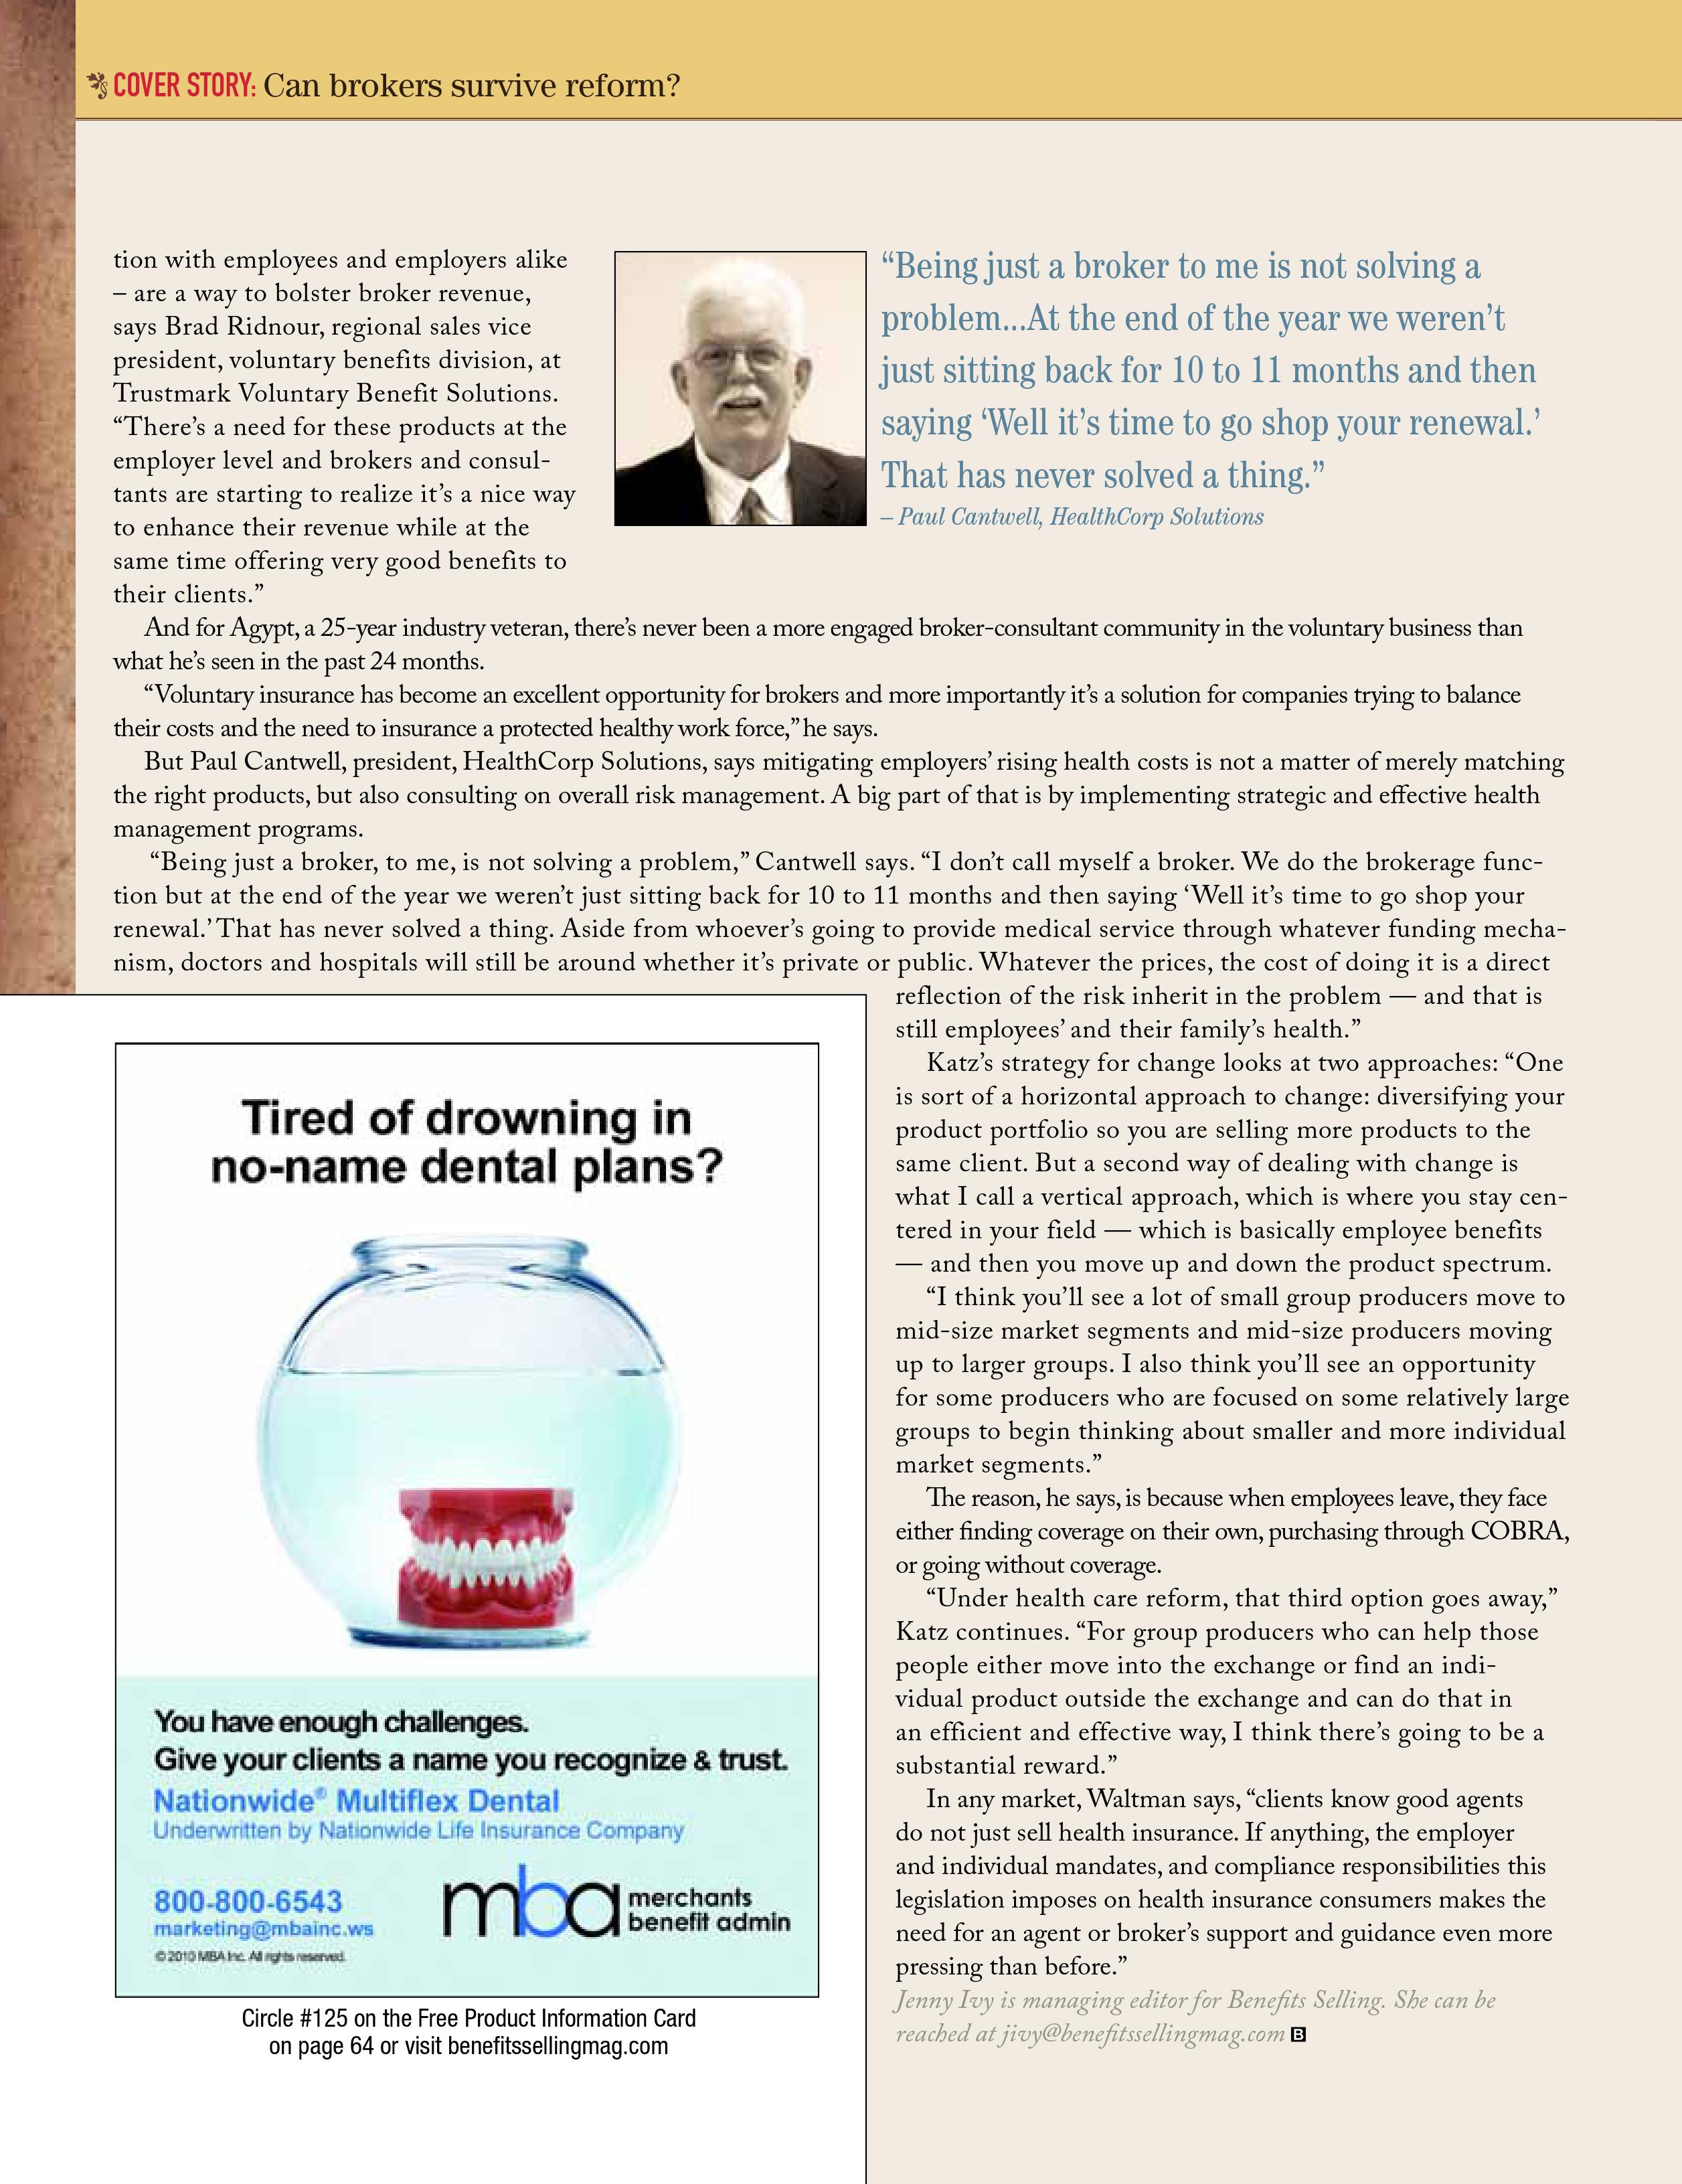 COVER STORY: Can brokers survive reform?
tion with employees and employers alike
– are a way to bolster broker revenue,
says Brad Ridnour, regional sales vice
president, voluntary benefits division, at
Trustmark Voluntary Benefit Solutions.
“There’s a need for these products at the
employer level and brokers and consul-
tants are starting to realize it’s a nice way
to enhance their revenue while at the
same time offering very good benefits to
their clients.”
“Being just a broker to me is not solving a
problem...At the end of the year we weren’t
just sitting back for 10 to 11 months and then
saying ‘Well it’s time to go shop your renewal.’
That has never solved a thing.”
– Paul Cantwell, HealthCorp Solutions
And for Agypt, a 25-year industry veteran, there’s never been a more engaged broker-consultant community in the voluntary business than
what he’s seen in the past 24 months.
“Voluntary insurance has become an excellent opportunity for brokers and more importantly it’s a solution for companies trying to balance
their costs and the need to insurance a protected healthy work force,” he says.
But Paul Cantwell, president, HealthCorp Solutions, says mitigating employers’ rising health costs is not a matter of merely matching
the right products, but also consulting on overall risk management. A big part of that is by implementing strategic and effective health
management programs.
“Being just a broker, to me, is not solving a problem,” Cantwell says. “I don’t call myself a broker. We do the brokerage func-
tion but at the end of the year we weren’t just sitting back for 10 to 11 months and then saying ‘Well it’s time to go shop your
renewal.’ That has never solved a thing. Aside from whoever’s going to provide medical service through whatever funding mecha-
nism, doctors and hospitals will still be around whether it’s private or public. Whatever the prices, the cost of doing it is a direct
reflection of the risk inherit in the problem — and that is
still employees’ and their family’s health.”
Katz’s strategy for change looks at two approaches: “One
is sort of a horizontal approach to change: diversifying your
product portfolio so you are selling more products to the
same client. But a second way of dealing with change is
what I call a vertical approach, which is where you stay cen-
tered in your field — which is basically employee benefits
— and then you move up and down the product spectrum.
“I think you’ll see a lot of small group producers move to
mid-size market segments and mid-size producers moving
up to larger groups. I also think you’ll see an opportunity
for some producers who are focused on some relatively large
groups to begin thinking about smaller and more individual
market segments.”
The reason, he says, is because when employees leave, they face
either finding coverage on their own, purchasing through COBRA,
or going without coverage.
“Under health care reform, that third option goes away,”
Katz continues. “For group producers who can help those
people either move into the exchange or find an indi-
vidual product outside the exchange and can do that in
an efficient and effective way, I think there’s going to be a
substantial reward.”
In any market, Waltman says, “clients know good agents
do not just sell health insurance. If anything, the employer
and individual mandates, and compliance responsibilities this
legislation imposes on health insurance consumers makes the
need for an agent or broker’s support and guidance even more
pressing than before.”
Jenny Ivy is managing editor for Benefits Selling. She can be
reached at jivy@benefitssellingmag.com B
Tired of drowning in
no-name dental plans?
You have enough challenges.
Give your clients a name you recognize & trust.
Nationwide® Multiflex Dental
Underwritten by Nationwide Life Insurance Company
800-800-6543
marketing@mbainc.ws
© 2010 MBA Inc. All rights reserved.
mba merchants
benefit admin
Circle #125 on the Free Product Information Card
on page 64 or visit benefitssellingmag.com